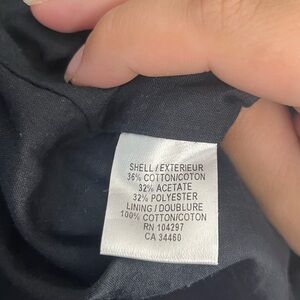 SHELL/EXTERIEUR
36% COTTON/COTON
32% ACETATE
32% POLYESTER
LINING/DOUBLURE
100% COTTON/COTON
RN 104297
CA 34460